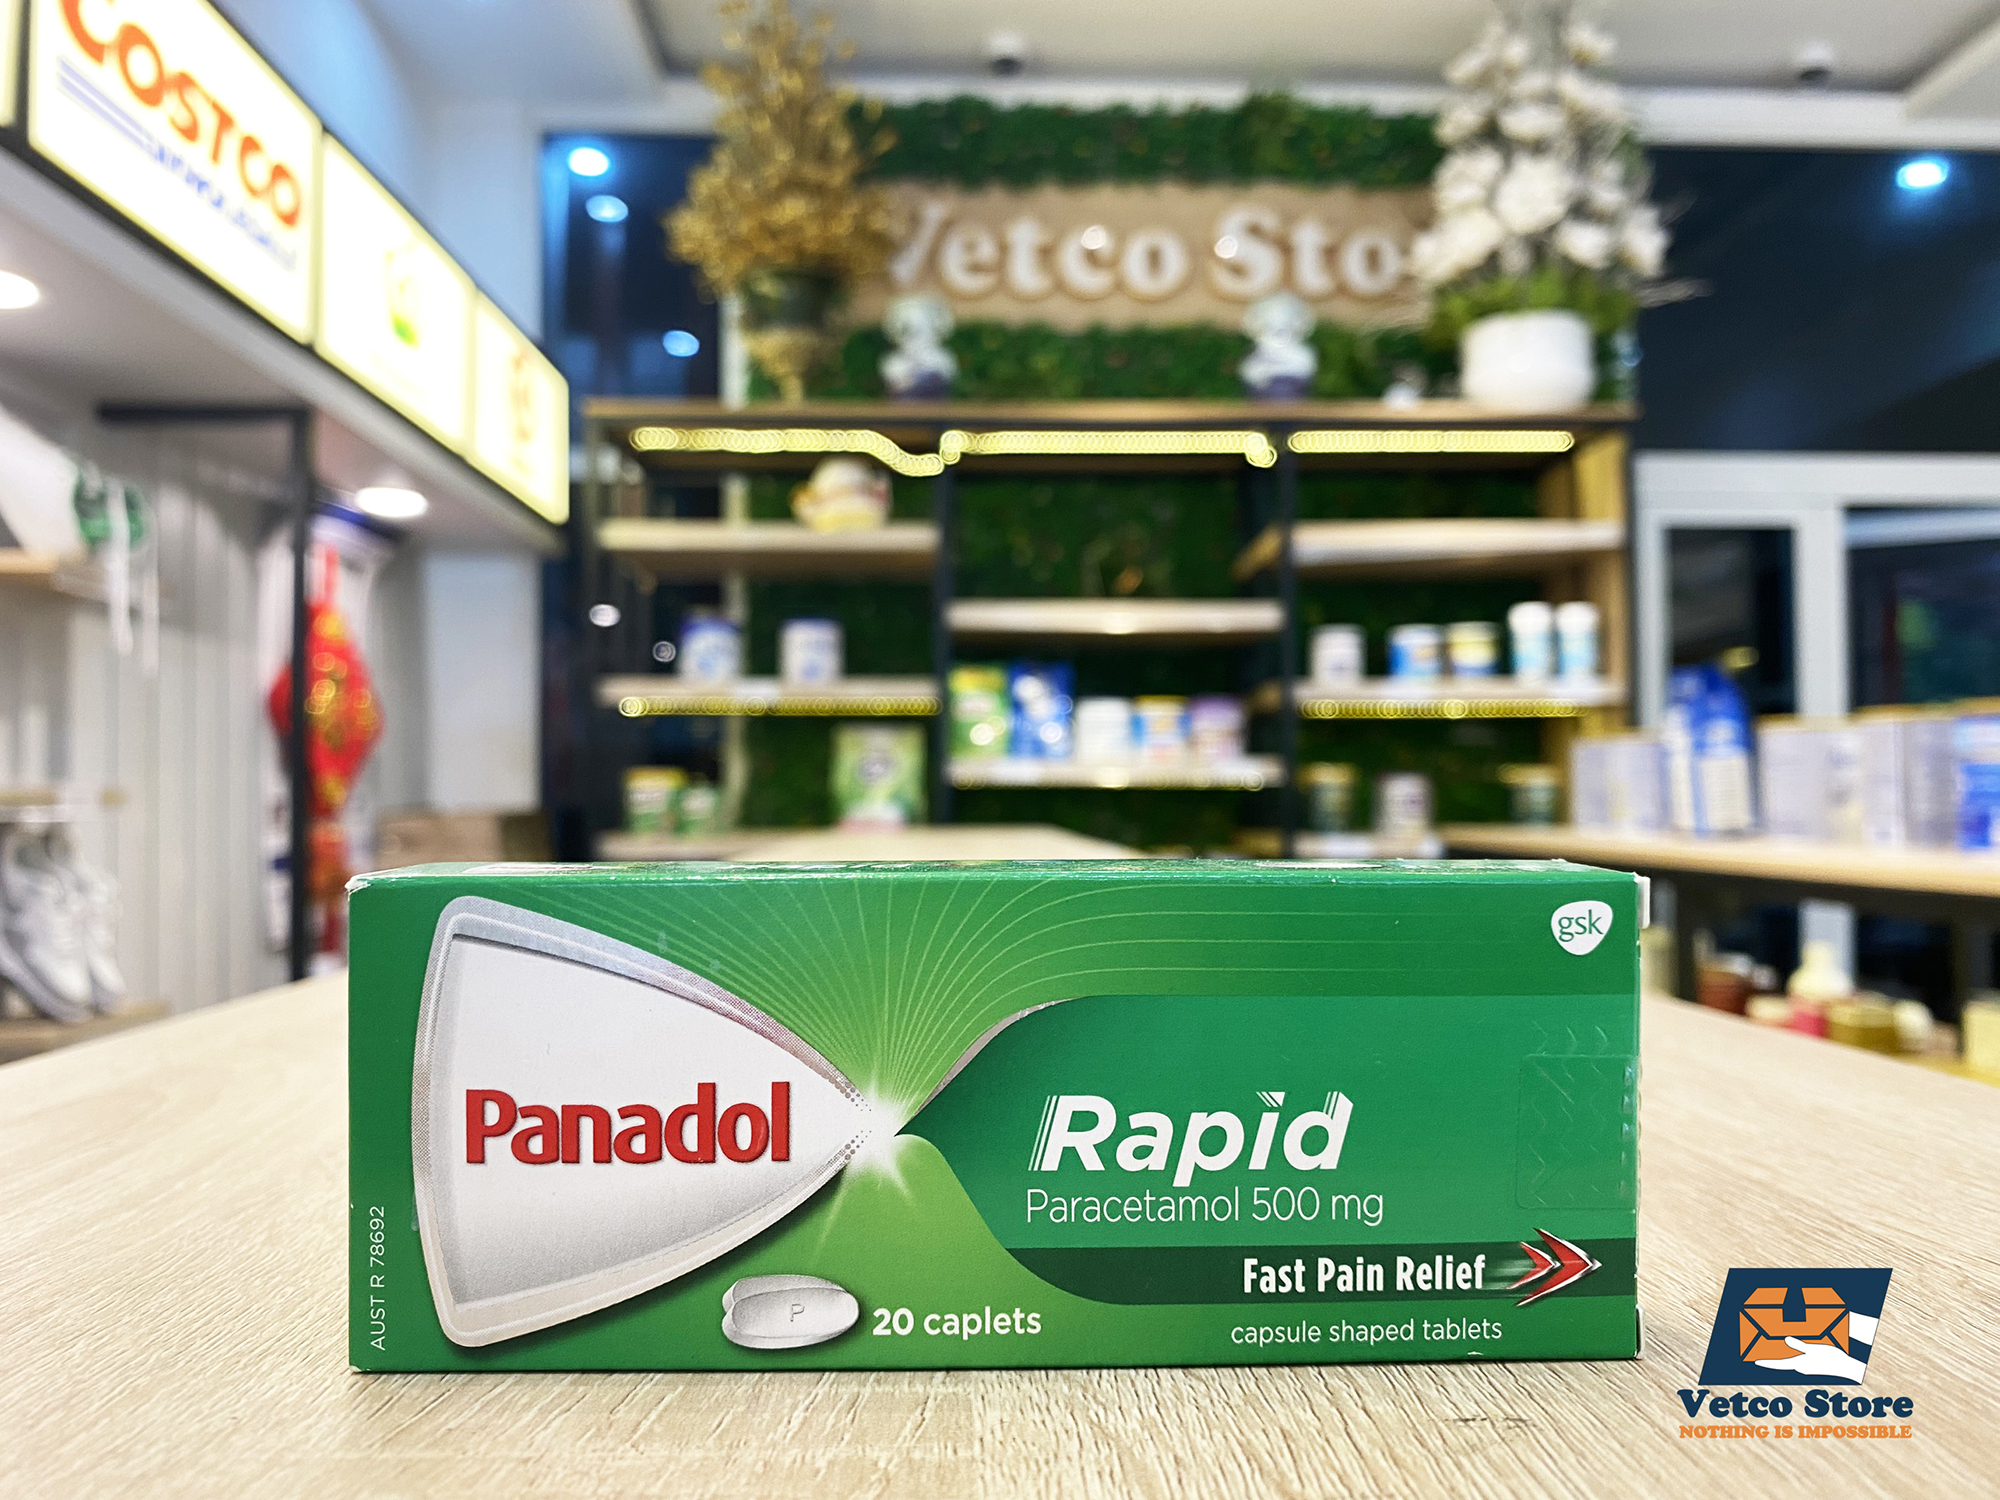 COSTCO
Vetco Sto
gsk
Panadol
Rapid
Paracetamol 500 mg
Fast Pain Relief
capsule shaped tablets
P
20 caplets
AUST R 78692
Vetco Store
NOTHING IS IMPOSSIBLE